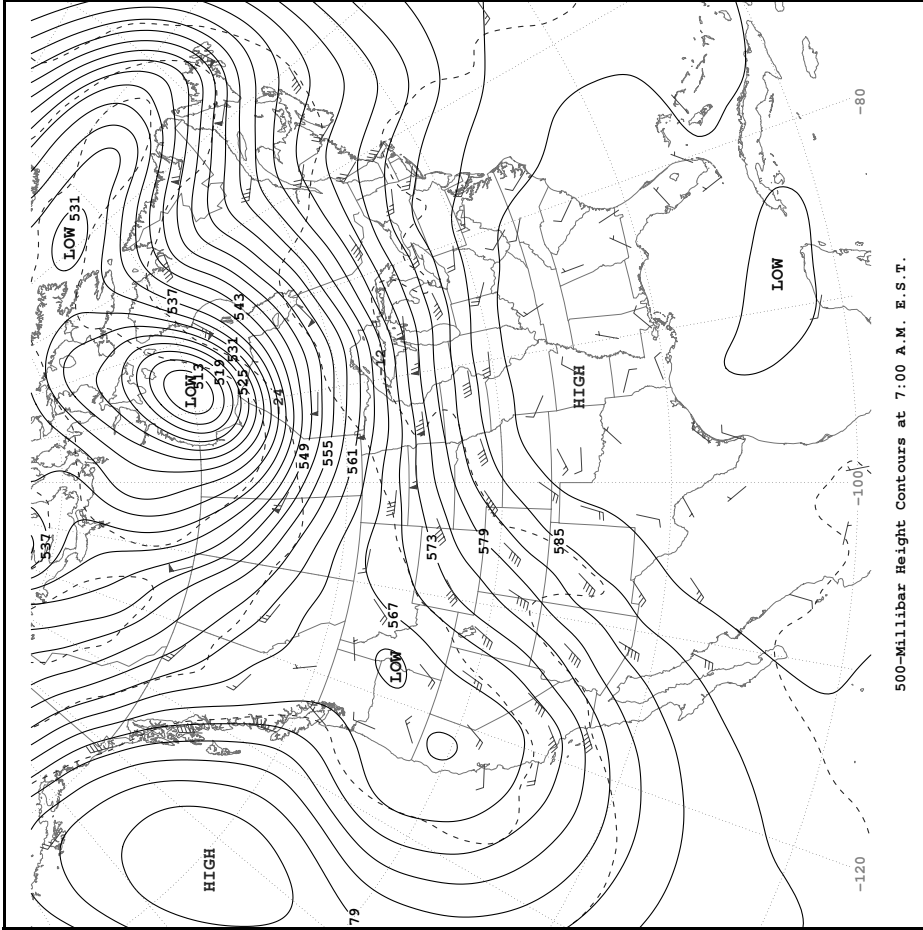 537
LOW 531
537
LOW 513
HIGH
519
531
543
525
-24
549
555
561
79
-12
LOW 567
573
579
585
HIGH
LOW
-120 -100 -80
500-Millibar Height Contours at 7:00 A.M. E.S.T.